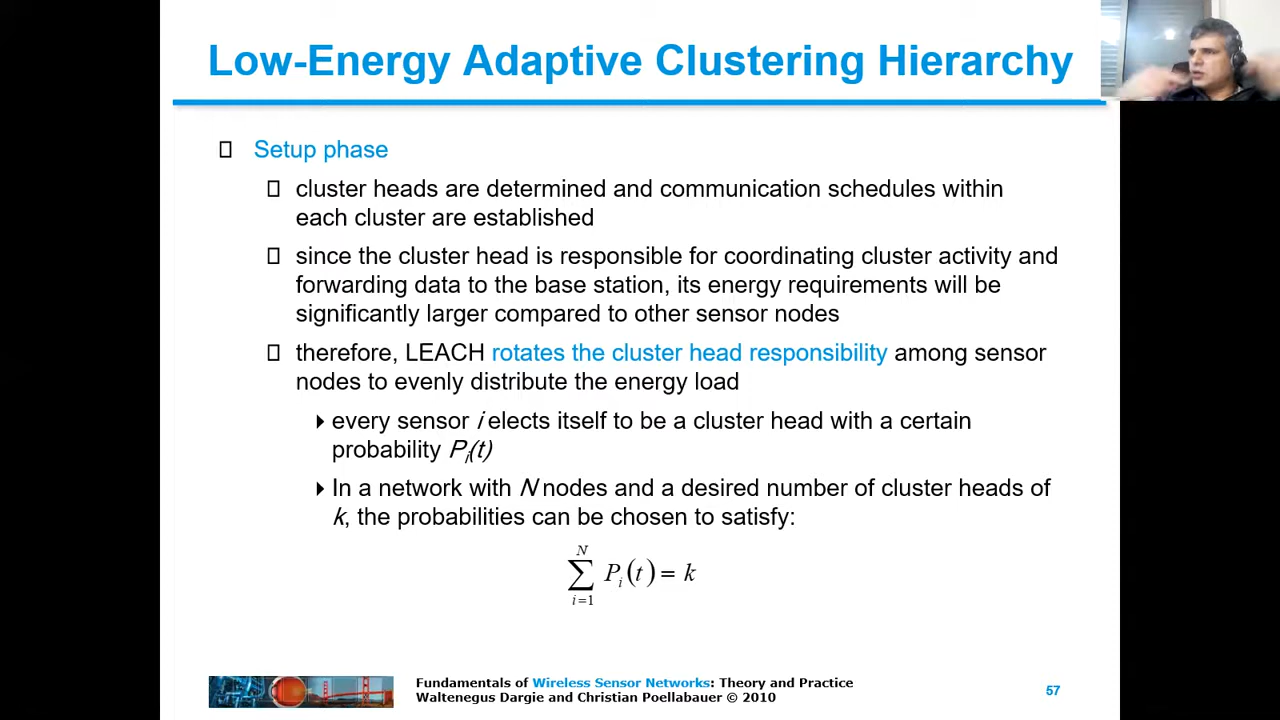 Low-Energy Adaptive Clustering Hierarchy
Setup phase
cluster heads are determined and communication schedules within
each cluster are established
since the cluster head is responsible for coordinating cluster activity and
forwarding data to the base station, its energy requirements will be
significantly larger compared to other sensor nodes
therefore, LEACH rotates the cluster head responsibility among sensor
nodes to evenly distribute the energy load
every sensor i elects itself to be a cluster head with a certain
probability Pi(t)
In a network with N nodes and a desired number of cluster heads of
k, the probabilities can be chosen to satisfy:
N
∑ Pi(t) = k
i=1
Fundamentals of Wireless Sensor Networks: Theory and Practice
Waltenegus Dargie and Christian Poellabauer © 2010
57